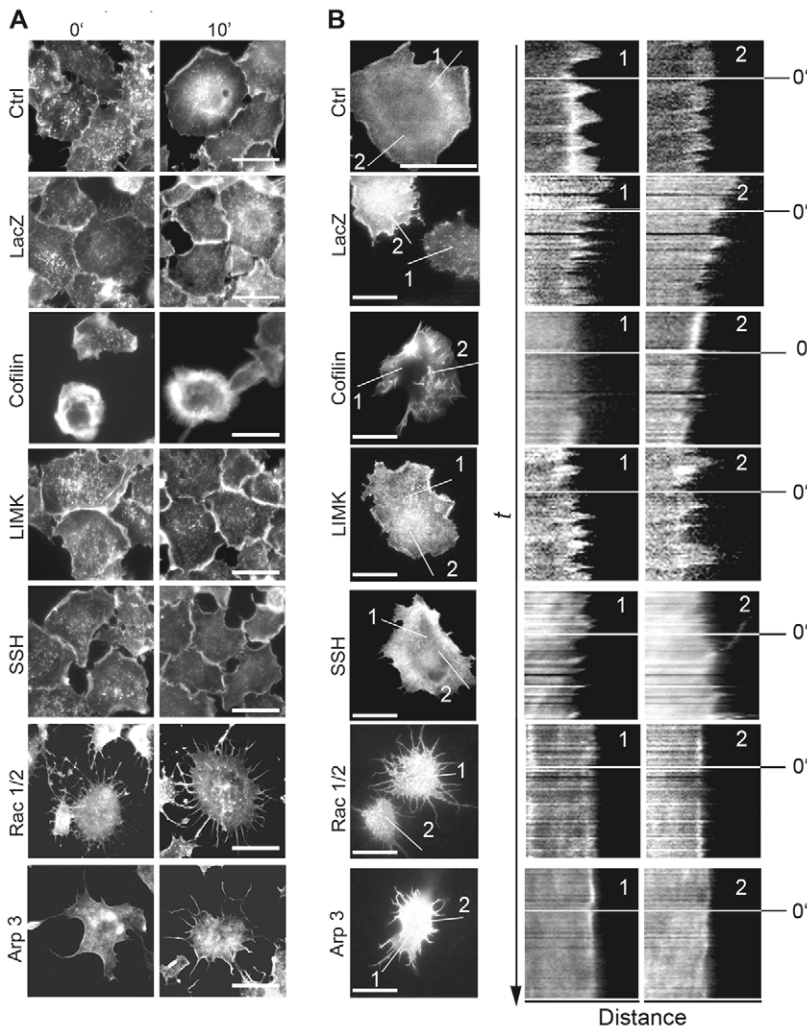 A B
0‘ 10’
Ctrl Ctrl 1 2 1 2 0‘
LacZ LacZ 2 1 1 2 0‘
Cofilin Cofilin 1 2 1 2 0‘
LIMK LIMK 1 2 1 2 0‘
t
SSH SSH 1 2 1 2 0‘
Rac 1/2 Rac 1/2 1 2 1 2 0‘
Arp 3 Arp 3 2 1 1 2 0‘
Distance